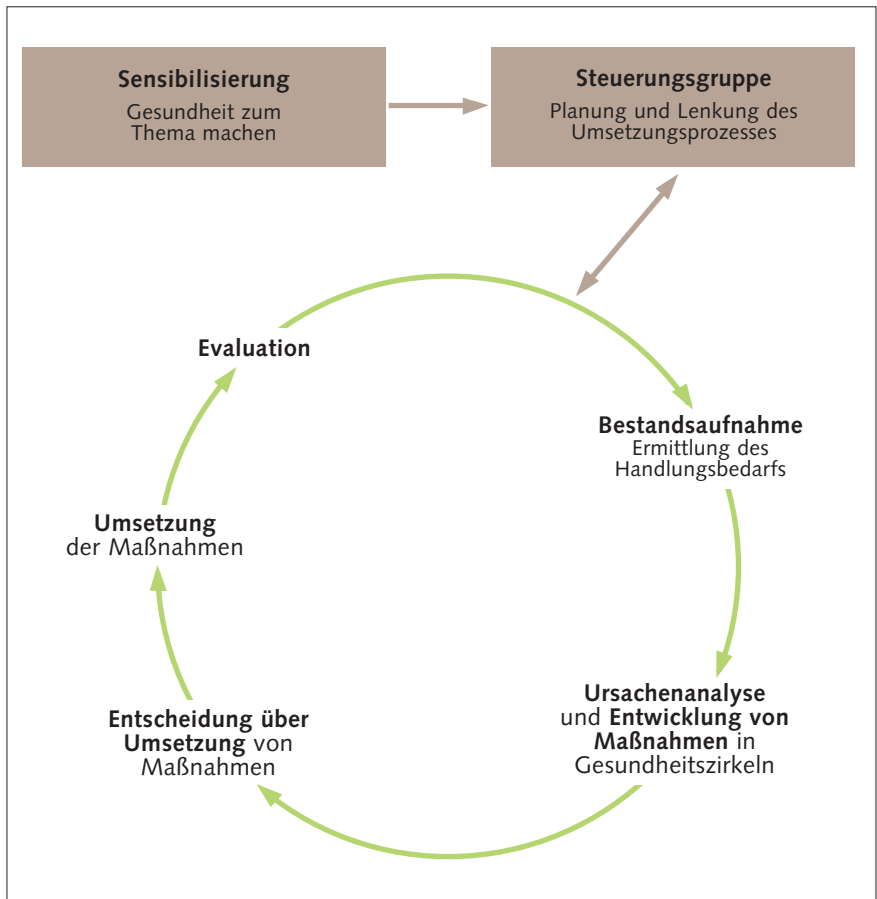 Sensibilisierung
Gesundheit zum
Thema machen
Steuerungsgruppe
Planung und Lenkung des
Umsetzungsprozesses
Evaluation
Bestandsaufnahme
Ermittlung des
Handlungsbedarfs
Ursachenanalyse
und Entwicklung von
Maßnahmen in
Gesundheitszirkeln
Entscheidung über
Umsetzung von
Maßnahmen
Umsetzung
der Maßnahmen